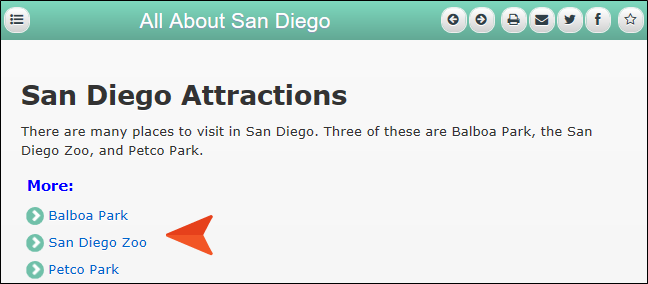 All About San Diego
San Diego Attractions
There are many places to visit in San Diego. Three of these are Balboa Park, the San
Diego Zoo, and Petco Park.
More:
Balboa Park
San Diego Zoo
Petco Park